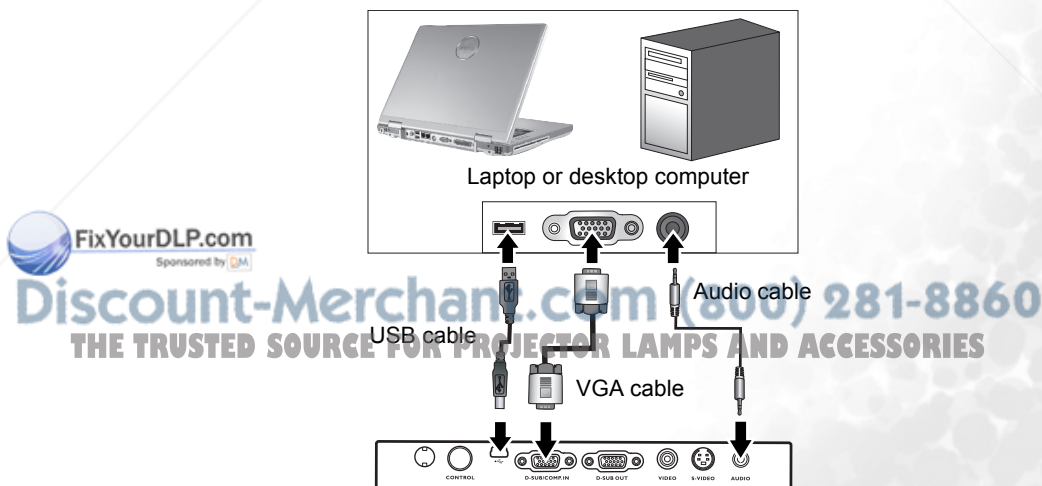 Laptop or desktop computer
FixYourDLP.com
Sponsored by DM
Discount-Merchant.com (800) 281-8860
THE TRUSTED SOURCE FOR PROJECTOR LAMPS AND ACCESSORIES
Audio cable
USB cable
VGA cable
CONTROL
D-SUB/COMP.IN
D-SUB OUT
VIDEO
S-VIDEO
AUDIO